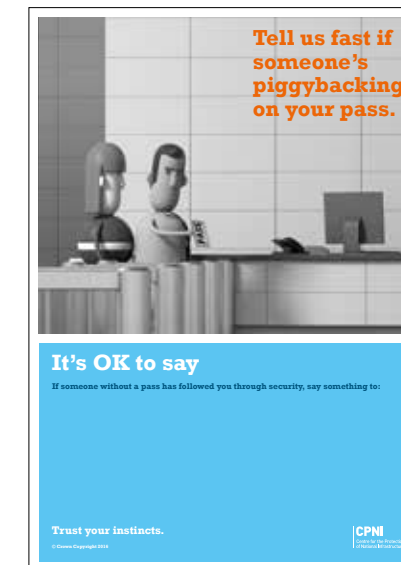 Tell us fast if
someone's
piggybacking
on your pass.
It's OK to say
If someone without a pass has followed you through security, say something to:
Trust your instincts.
© Crown Copyright 2016
CPNI
Centre for the Protection
of National Infrastructure